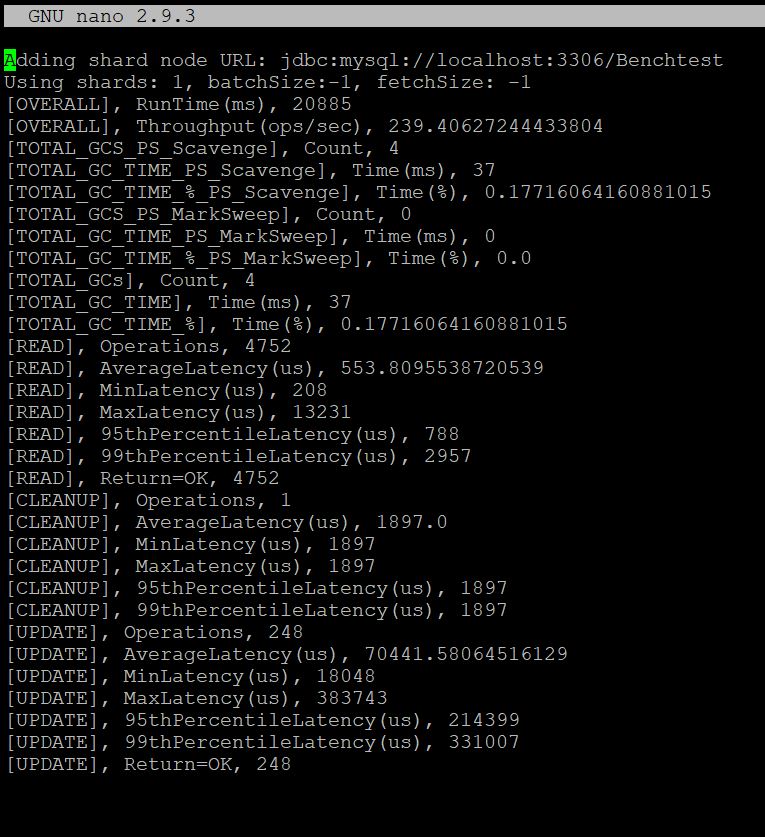 GNU nano 2.9.3
Adding shard node URL: jdbc:mysql://localhost:3306/Benchtest
Using shards: 1, batchSize:-1, fetchSize: -1
[OVERALL], RunTime(ms), 20885
[OVERALL], Throughput(ops/sec), 239.40627244433804
[TOTAL_GCS_PS_Scavenge], Count, 4
[TOTAL_GC_TIME_PS_Scavenge], Time(ms), 37
[TOTAL_GC_TIME_%_PS_Scavenge], Time(%), 0.17716064160881015
[TOTAL_GCS_PS_MarkSweep], Count, 0
[TOTAL_GC_TIME_PS_MarkSweep], Time(ms), 0
[TOTAL_GC_TIME_%_PS_MarkSweep], Time(%), 0.0
[TOTAL_GCs], Count, 4
[TOTAL_GC_TIME], Time(ms), 37
[TOTAL_GC_TIME_%], Time(%), 0.17716064160881015
[READ], Operations, 4752
[READ], AverageLatency(us), 553.8095538720539
[READ], MinLatency(us), 208
[READ], MaxLatency(us), 13231
[READ], 95thPercentileLatency(us), 788
[READ], 99thPercentileLatency(us), 2957
[READ], Return=OK, 4752
[CLEANUP], Operations, 1
[CLEANUP], AverageLatency(us), 1897.0
[CLEANUP], MinLatency(us), 1897
[CLEANUP], MaxLatency(us), 1897
[CLEANUP], 95thPercentileLatency(us), 1897
[CLEANUP], 99thPercentileLatency(us), 1897
[UPDATE], Operations, 248
[UPDATE], AverageLatency(us), 70441.58064516129
[UPDATE], MinLatency(us), 18048
[UPDATE], MaxLatency(us), 383743
[UPDATE], 95thPercentileLatency(us), 214399
[UPDATE], 99thPercentileLatency(us), 331007
[UPDATE], Return=OK, 248